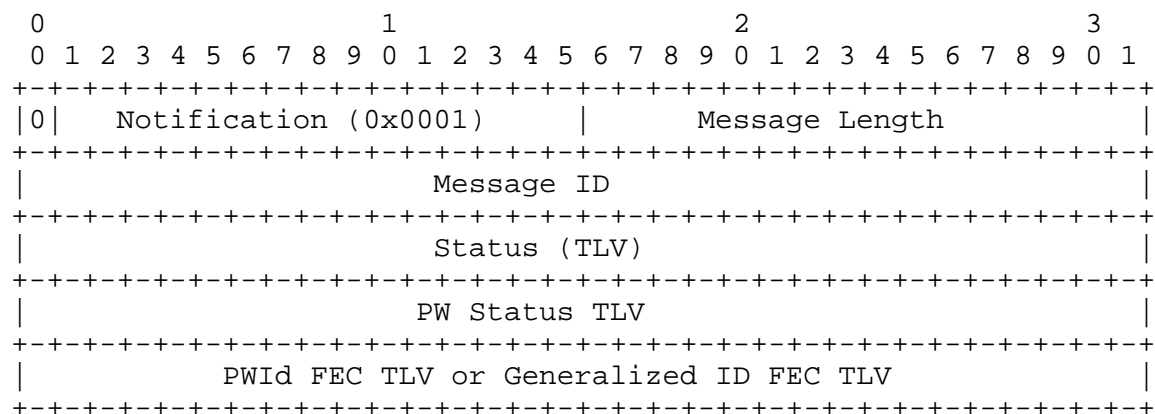 0                   1                   2                   3
 0 1 2 3 4 5 6 7 8 9 0 1 2 3 4 5 6 7 8 9 0 1 2 3 4 5 6 7 8 9 0 1
+-+-+-+-+-+-+-+-+-+-+-+-+-+-+-+-+-+-+-+-+-+-+-+-+-+-+-+-+-+-+-+-+
|0|   Notification (0x0001)     |      Message Length           |
+-+-+-+-+-+-+-+-+-+-+-+-+-+-+-+-+-+-+-+-+-+-+-+-+-+-+-+-+-+-+-+-+
|                       Message ID                              |
+-+-+-+-+-+-+-+-+-+-+-+-+-+-+-+-+-+-+-+-+-+-+-+-+-+-+-+-+-+-+-+-+
|                       Status (TLV)                            |
+-+-+-+-+-+-+-+-+-+-+-+-+-+-+-+-+-+-+-+-+-+-+-+-+-+-+-+-+-+-+-+-+
|                      PW Status TLV                            |
+-+-+-+-+-+-+-+-+-+-+-+-+-+-+-+-+-+-+-+-+-+-+-+-+-+-+-+-+-+-+-+-+
|           PWId FEC TLV or Generalized ID FEC TLV              |
+-+-+-+-+-+-+-+-+-+-+-+-+-+-+-+-+-+-+-+-+-+-+-+-+-+-+-+-+-+-+-+-+